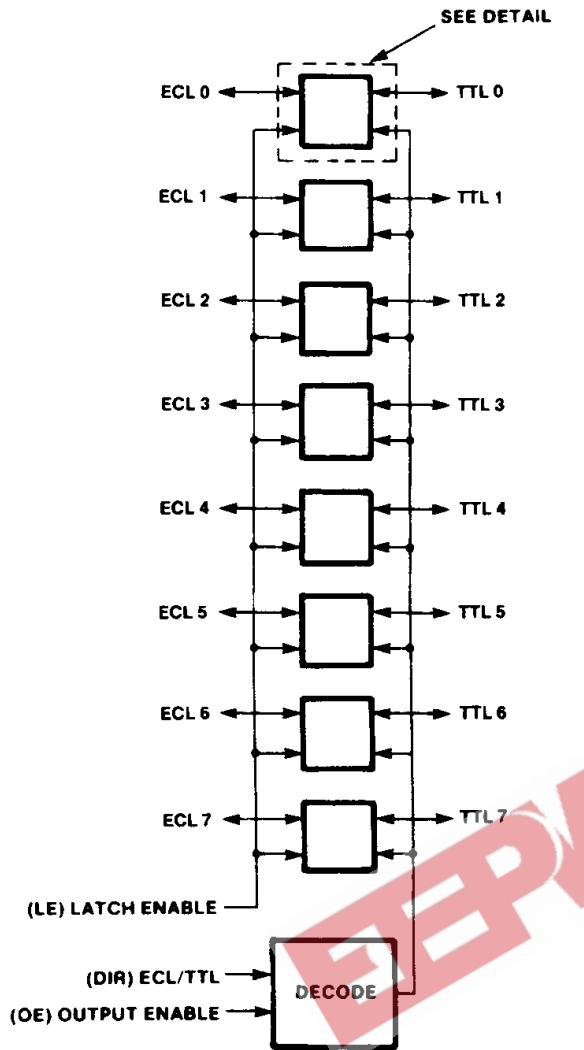 SEE DETAIL
ECL 0 TTL 0
ECL 1 TTL 1
ECL 2 TTL 2
ECL 3 TTL 3
ECL 4 TTL 4
ECL 5 TTL 5
ECL 6 TTL 6
ECL 7 TTL 7
(LE) LATCH ENABLE
(DIR) ECL/TTL
DECODE
(OE) OUTPUT ENABLE